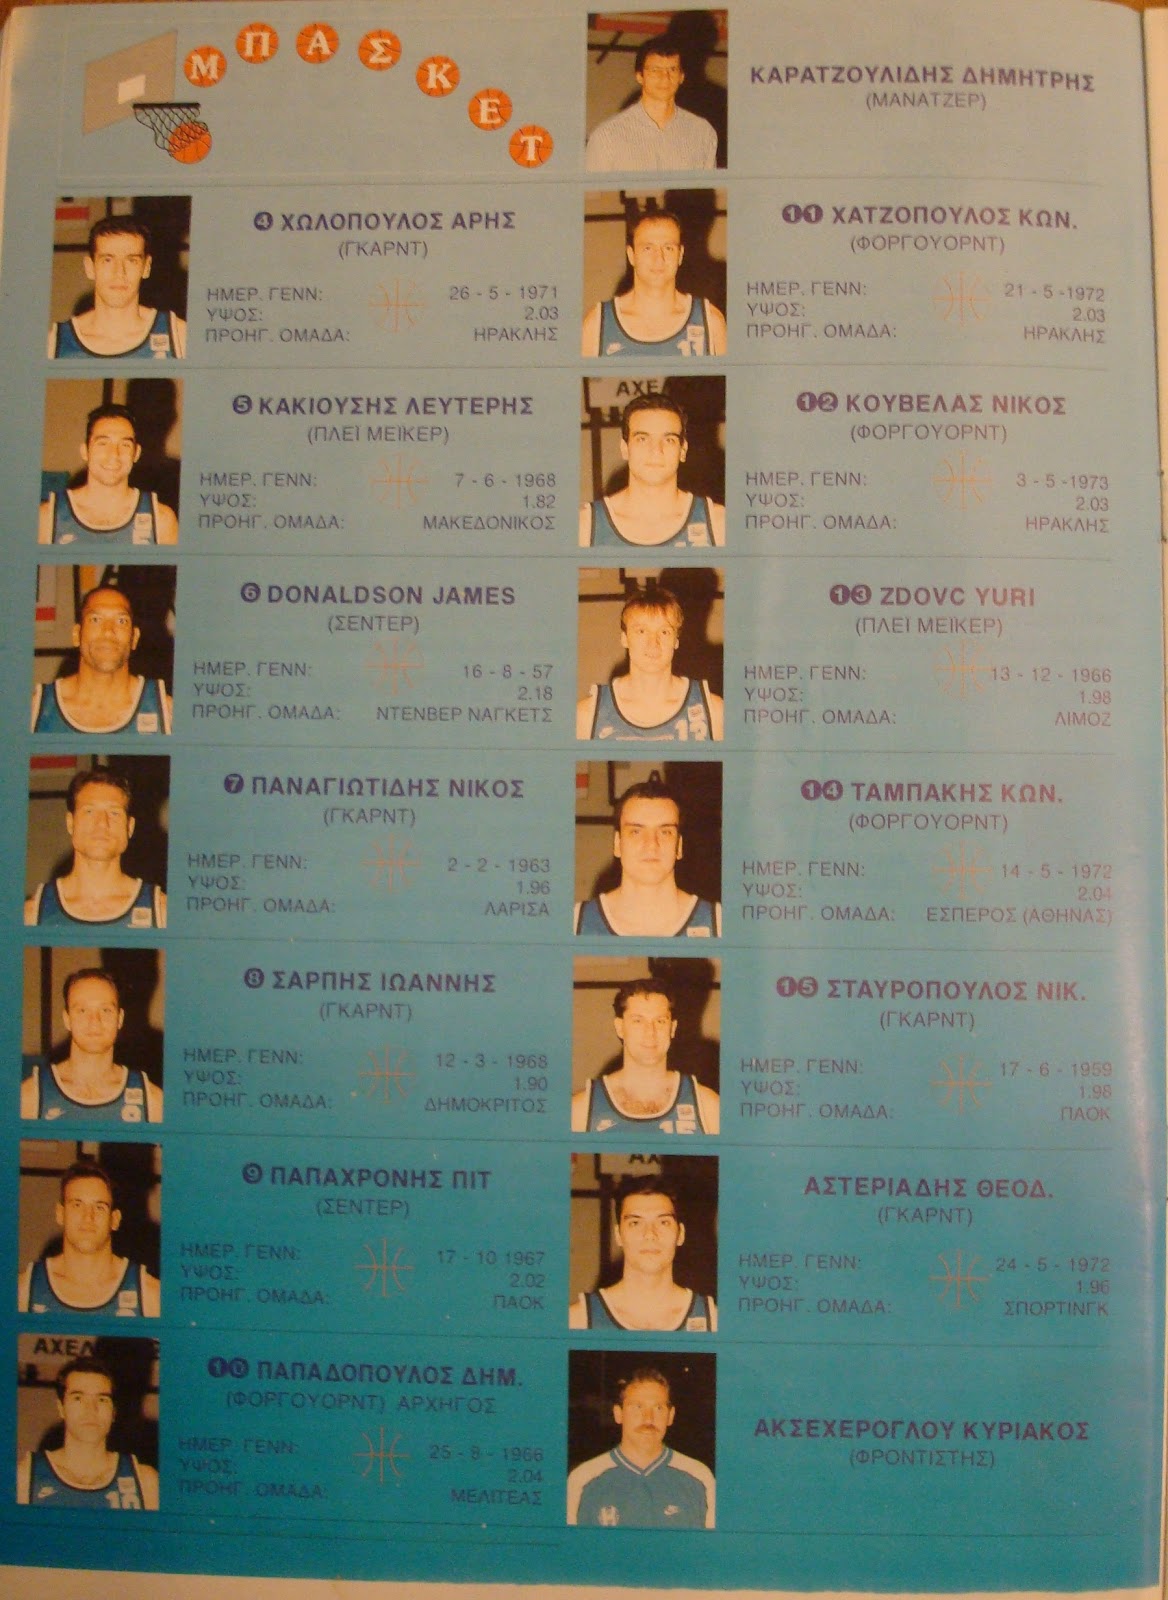 ΜΠΑΣΚΕΤ
ΚΑΡΑΤΖΟΥΛΙΔΗΣ ΔΗΜΗΤΡΗΣ
(ΜΑΝΑΤΖΕΡ)
4 ΧΩΛΟΠΟΥΛΟΣ ΑΡΗΣ
(ΓΚΑΡΝΤ)
ΗΜΕΡ. ΓΕΝΝ: 26 - 5 - 1971
ΥΨΟΣ: 2.03
ΠΡΟΗΓ. ΟΜΑΔΑ: ΗΡΑΚΛΗΣ
5 ΚΑΚΙΟΥΣΗΣ ΛΕΥΤΕΡΗΣ
(ΠΛΕΪ ΜΕΪΚΕΡ)
ΗΜΕΡ. ΓΕΝΝ: 7 - 6 - 1968
ΥΨΟΣ: 1.82
ΠΡΟΗΓ. ΟΜΑΔΑ: ΜΑΚΕΔΟΝΙΚΟΣ
6 DONALDSON JAMES
(ΣΕΝΤΕΡ)
ΗΜΕΡ. ΓΕΝΝ: 16 - 8 - 57
ΥΨΟΣ: 2.18
ΠΡΟΗΓ. ΟΜΑΔΑ: ΝΤΕΝΒΕΡ ΝΑΓΚΕΤΣ
7 ΠΑΝΑΓΙΩΤΙΔΗΣ ΝΙΚΟΣ
(ΓΚΑΡΝΤ)
ΗΜΕΡ. ΓΕΝΝ: 2 - 2 - 1963
ΥΨΟΣ: 1.96
ΠΡΟΗΓ. ΟΜΑΔΑ: ΛΑΡΙΣΑ
8 ΣΑΡΠΗΣ ΙΩΑΝΝΗΣ
(ΓΚΑΡΝΤ)
ΗΜΕΡ. ΓΕΝΝ: 12 - 3 - 1968
ΥΨΟΣ: 1.90
ΠΡΟΗΓ. ΟΜΑΔΑ: ΔΗΜΟΚΡΙΤΟΣ
9 ΠΑΠΑΧΡΟΝΗΣ ΠΙΤ
(ΣΕΝΤΕΡ)
ΗΜΕΡ. ΓΕΝΝ: 17 - 10 1967
ΥΨΟΣ: 2.02
ΠΡΟΗΓ. ΟΜΑΔΑ: ΠΑΟΚ
ΑΧΕΛ
10 ΠΑΠΑΔΟΠΟΥΛΟΣ ΔΗΜ.
(ΦΟΡΓΟΥΟΡΝΤ) ΑΡΧΗΓΟΣ
ΗΜΕΡ. ΓΕΝΝ: 25 - 8 - 1966
ΥΨΟΣ: 2.04
ΠΡΟΗΓ. ΟΜΑΔΑ: ΜΕΛΙΤΕΑΣ
11 ΧΑΤΖΟΠΟΥΛΟΣ ΚΩΝ.
(ΦΟΡΓΟΥΟΡΝΤ)
ΗΜΕΡ. ΓΕΝΝ: 21 - 5 -1972
ΥΨΟΣ: 2.03
ΠΡΟΗΓ. ΟΜΑΔΑ: ΗΡΑΚΛΗΣ
ΑΧΕΛ
12 ΚΟΥΒΕΛΑΣ ΝΙΚΟΣ
(ΦΟΡΓΟΥΟΡΝΤ)
ΗΜΕΡ. ΓΕΝΝ: 3 - 5 -1973
ΥΨΟΣ: 2.03
ΠΡΟΗΓ. ΟΜΑΔΑ: ΗΡΑΚΛΗΣ
13 ZDOVC YURI
(ΠΛΕΪ ΜΕΪΚΕΡ)
ΗΜΕΡ. ΓΕΝΝ: 13 - 12 - 1966
ΥΨΟΣ: 1.98
ΠΡΟΗΓ. ΟΜΑΔΑ: ΛΙΜΟΖ
14 ΤΑΜΠΑΚΗΣ ΚΩΝ.
(ΦΟΡΓΟΥΟΡΝΤ)
ΗΜΕΡ. ΓΕΝΝ: 14 - 5 - 1972
ΥΨΟΣ: 2.04
ΠΡΟΗΓ. ΟΜΑΔΑ: ΕΣΠΕΡΟΣ (ΑΘΗΝΑΣ)
15 ΣΤΑΥΡΟΠΟΥΛΟΣ ΝΙΚ.
(ΓΚΑΡΝΤ)
ΗΜΕΡ. ΓΕΝΝ: 17 - 6 - 1959
ΥΨΟΣ: 1.98
ΠΡΟΗΓ. ΟΜΑΔΑ: ΠΑΟΚ
ΑΣΤΕΡΙΑΔΗΣ ΘΕΟΔ.
(ΓΚΑΡΝΤ)
ΗΜΕΡ. ΓΕΝΝ: 24 - 5 - 1972
ΥΨΟΣ: 1.96
ΠΡΟΗΓ. ΟΜΑΔΑ: ΣΠΟΡΤΙΝΓΚ
ΑΚΣΕΧΕΡΟΓΛΟΥ ΚΥΡΙΑΚΟΣ
(ΦΡΟΝΤΙΣΤΗΣ)